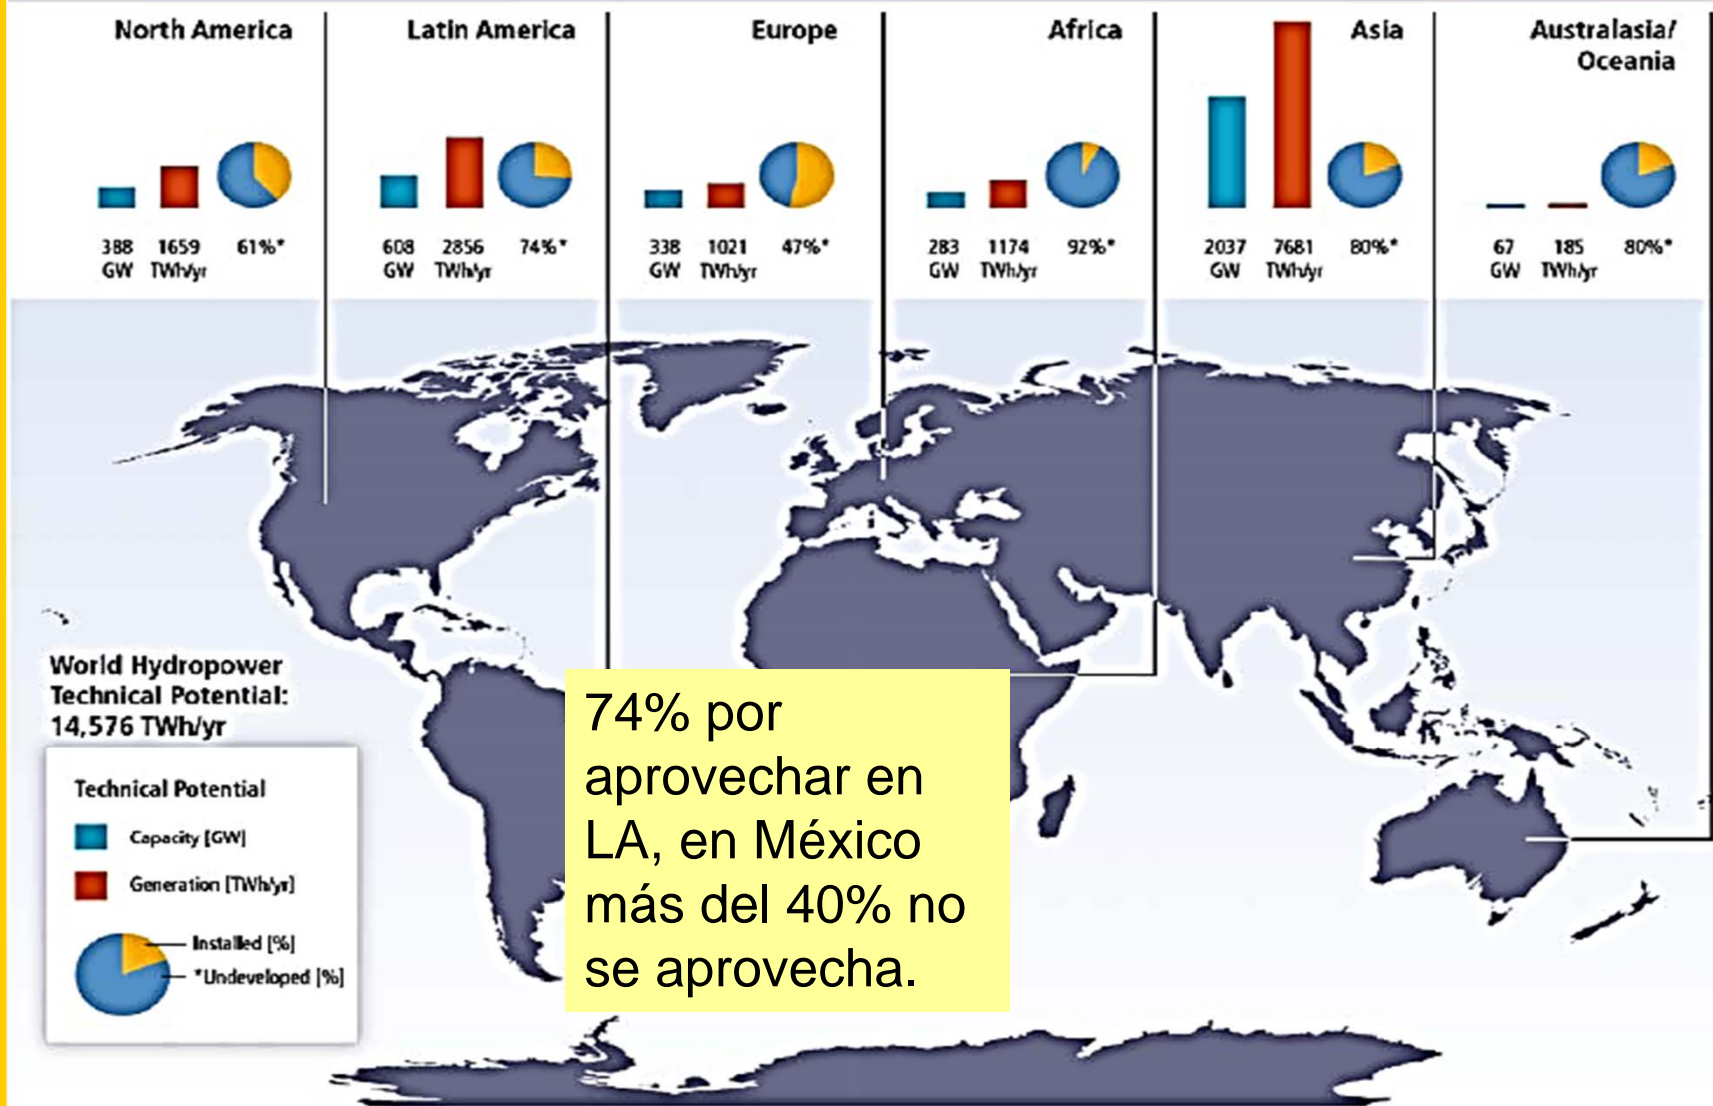 North America
388 1659 61%*
GW TWh/yr
Latin America
608 2856 74%*
GW TWh/yr
Europe
338 1021 47%*
GW TWh/yr
Africa
283 1174 92%*
GW TWh/yr
Asia
2037 7681 80%*
GW TWh/yr
Australasia/
Oceania
67 185 80%*
GW TWh/yr
World Hydropower
Technical Potential:
14,576 TWh/yr
Technical Potential
Capacity [GW]
Generation [TWh/yr]
Installed [%]
*Undeveloped [%]
74% por
aprovechar en
LA, en México
más del 40% no
se aprovecha.